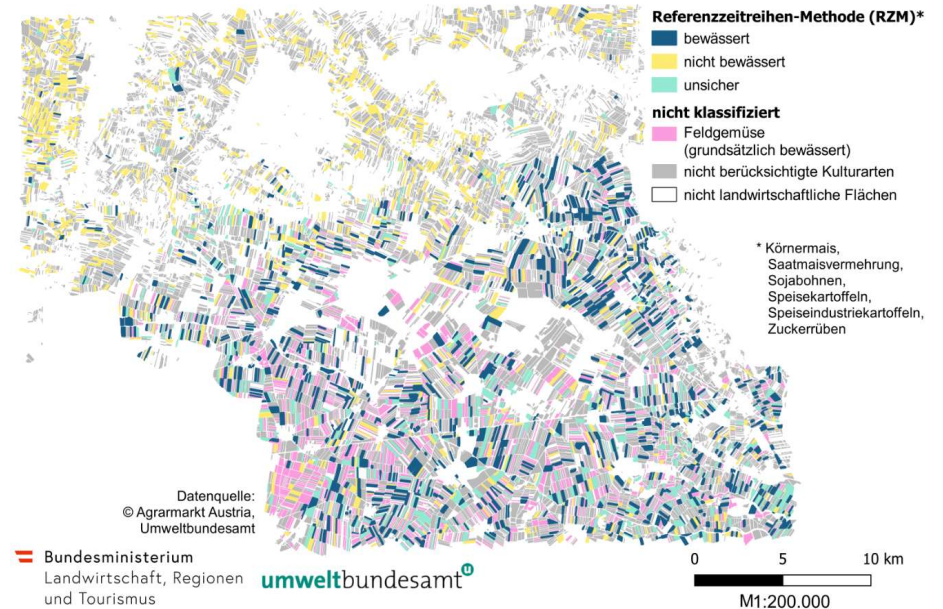 Referenzzeitreihen-Methode (RZM)*
bewässert
nicht bewässert
unsicher
nicht klassifiziert
Feldgemüse
(grundsätzlich bewässert)
nicht berücksichtigte Kulturarten
nicht landwirtschaftliche Flächen
* Körnermais,
Saatmaisvermehrung,
Sojabohnen,
Speisekartoffeln,
Speiseindustriekartoffeln,
Zuckerrüben
Datenquelle:
© Agrarmarkt Austria,
Umweltbundesamt
Bundesministerium
Landwirtschaft, Regionen
und Tourismus
umweltbundesamt u
0 5 10 km
M1:200.000